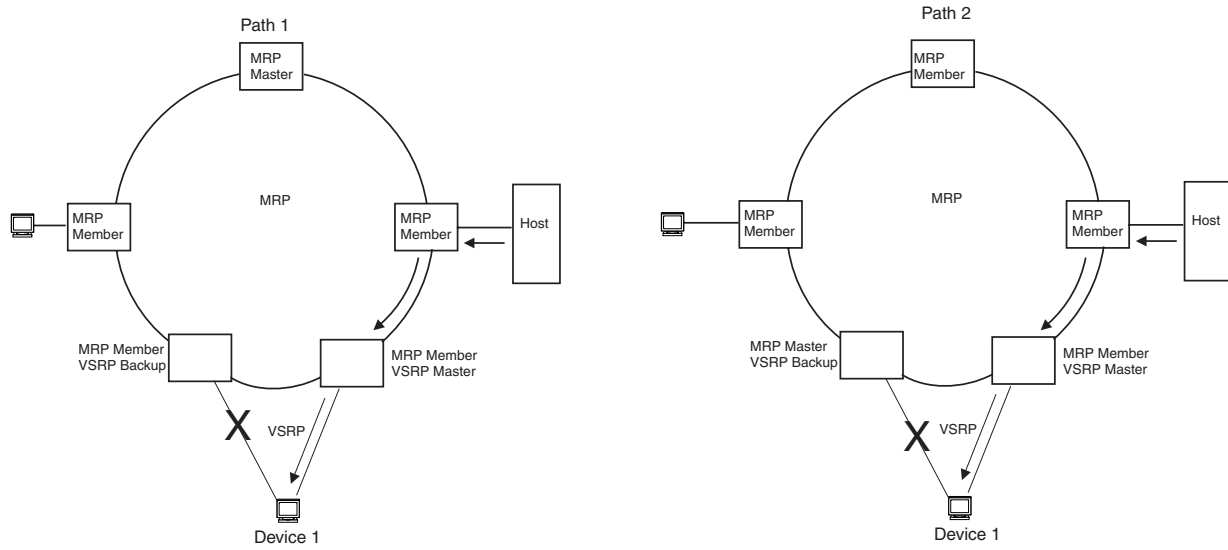 Path 1
MRP
Master
MRP
MRP
Member
MRP
Member
Host
MRP Member
VSRP Backup
MRP Member
VSRP Master
X
VSRP
Device 1
Path 2
MRP
Member
MRP
MRP
Member
MRP
Member
Host
MRP Master
VSRP Backup
MRP Member
VSRP Master
X
VSRP
Device 1